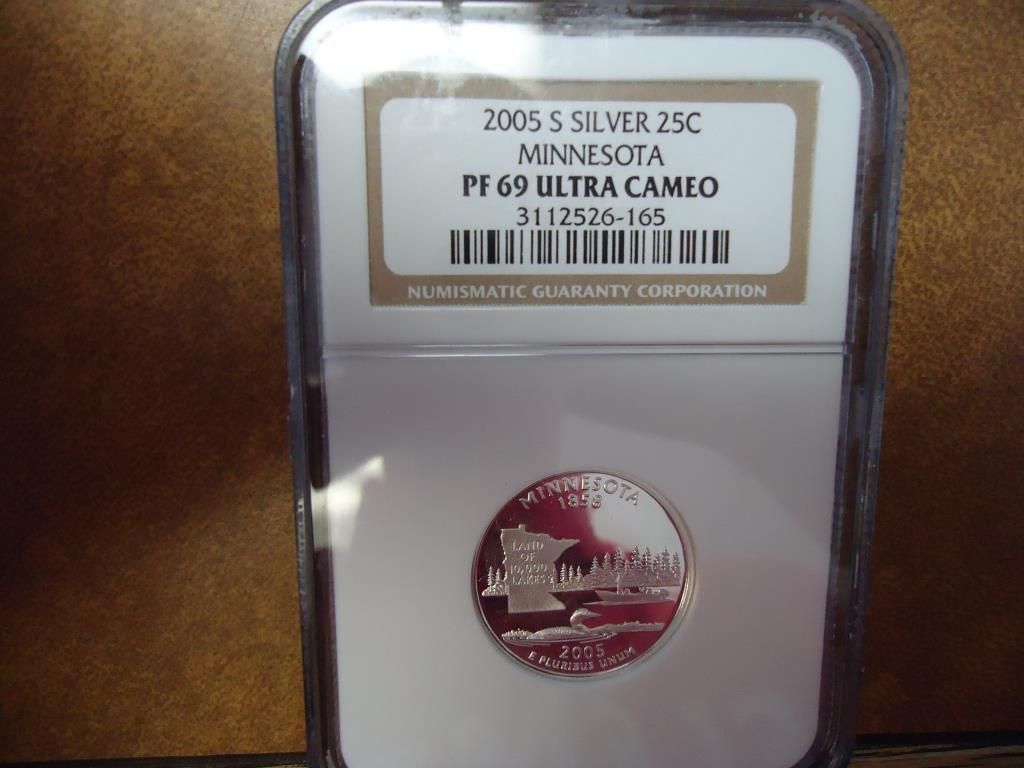 2005 S SILVER 25C
MINNESOTA
PF 69 ULTRA CAMEO
3112526-165
NUMISMATIC GUARANTY CORPORATION
MINNESOTA
1858
LAND
OF
10,000
LAKES
2005
E PLURIBUS UNUM